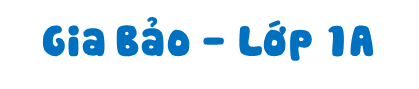 Gia Bảo – Lớp 1A